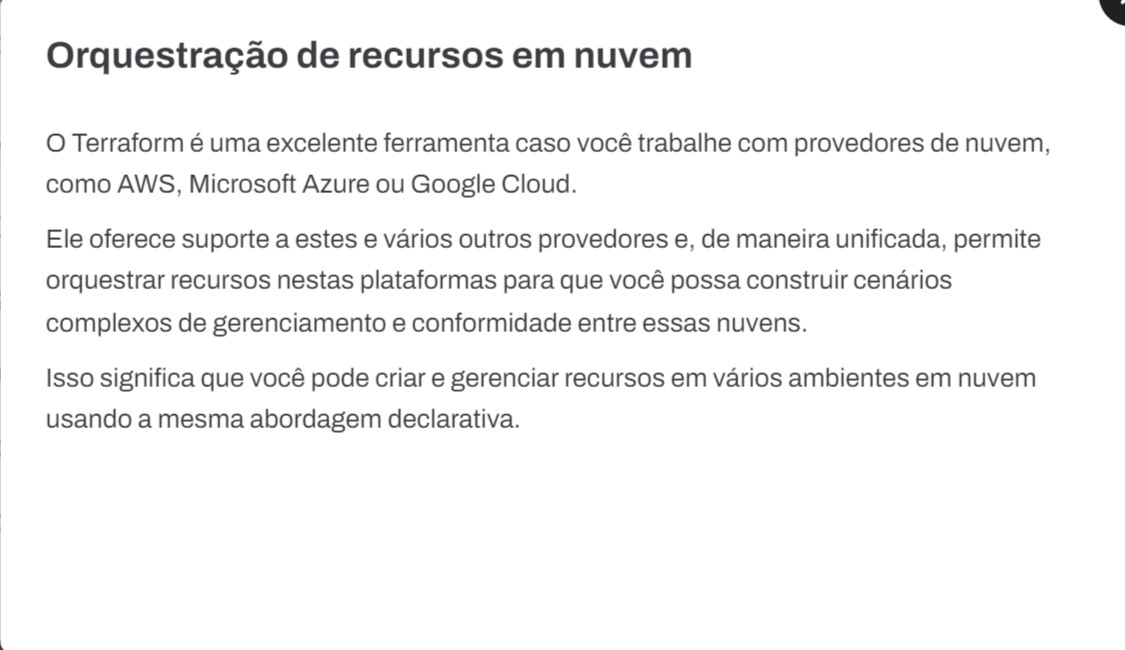 Orquestração de recursos em nuvem
O Terraform é uma excelente ferramenta caso você trabalhe com provedores de nuvem,
como AWS, Microsoft Azure ou Google Cloud.
Ele oferece suporte a estes e vários outros provedores e, de maneira unificada, permite
orquestrar recursos nestas plataformas para que você possa construir cenários
complexos de gerenciamento e conformidade entre essas nuvens.
Isso significa que você pode criar e gerenciar recursos em vários ambientes em nuvem
usando a mesma abordagem declarativa.